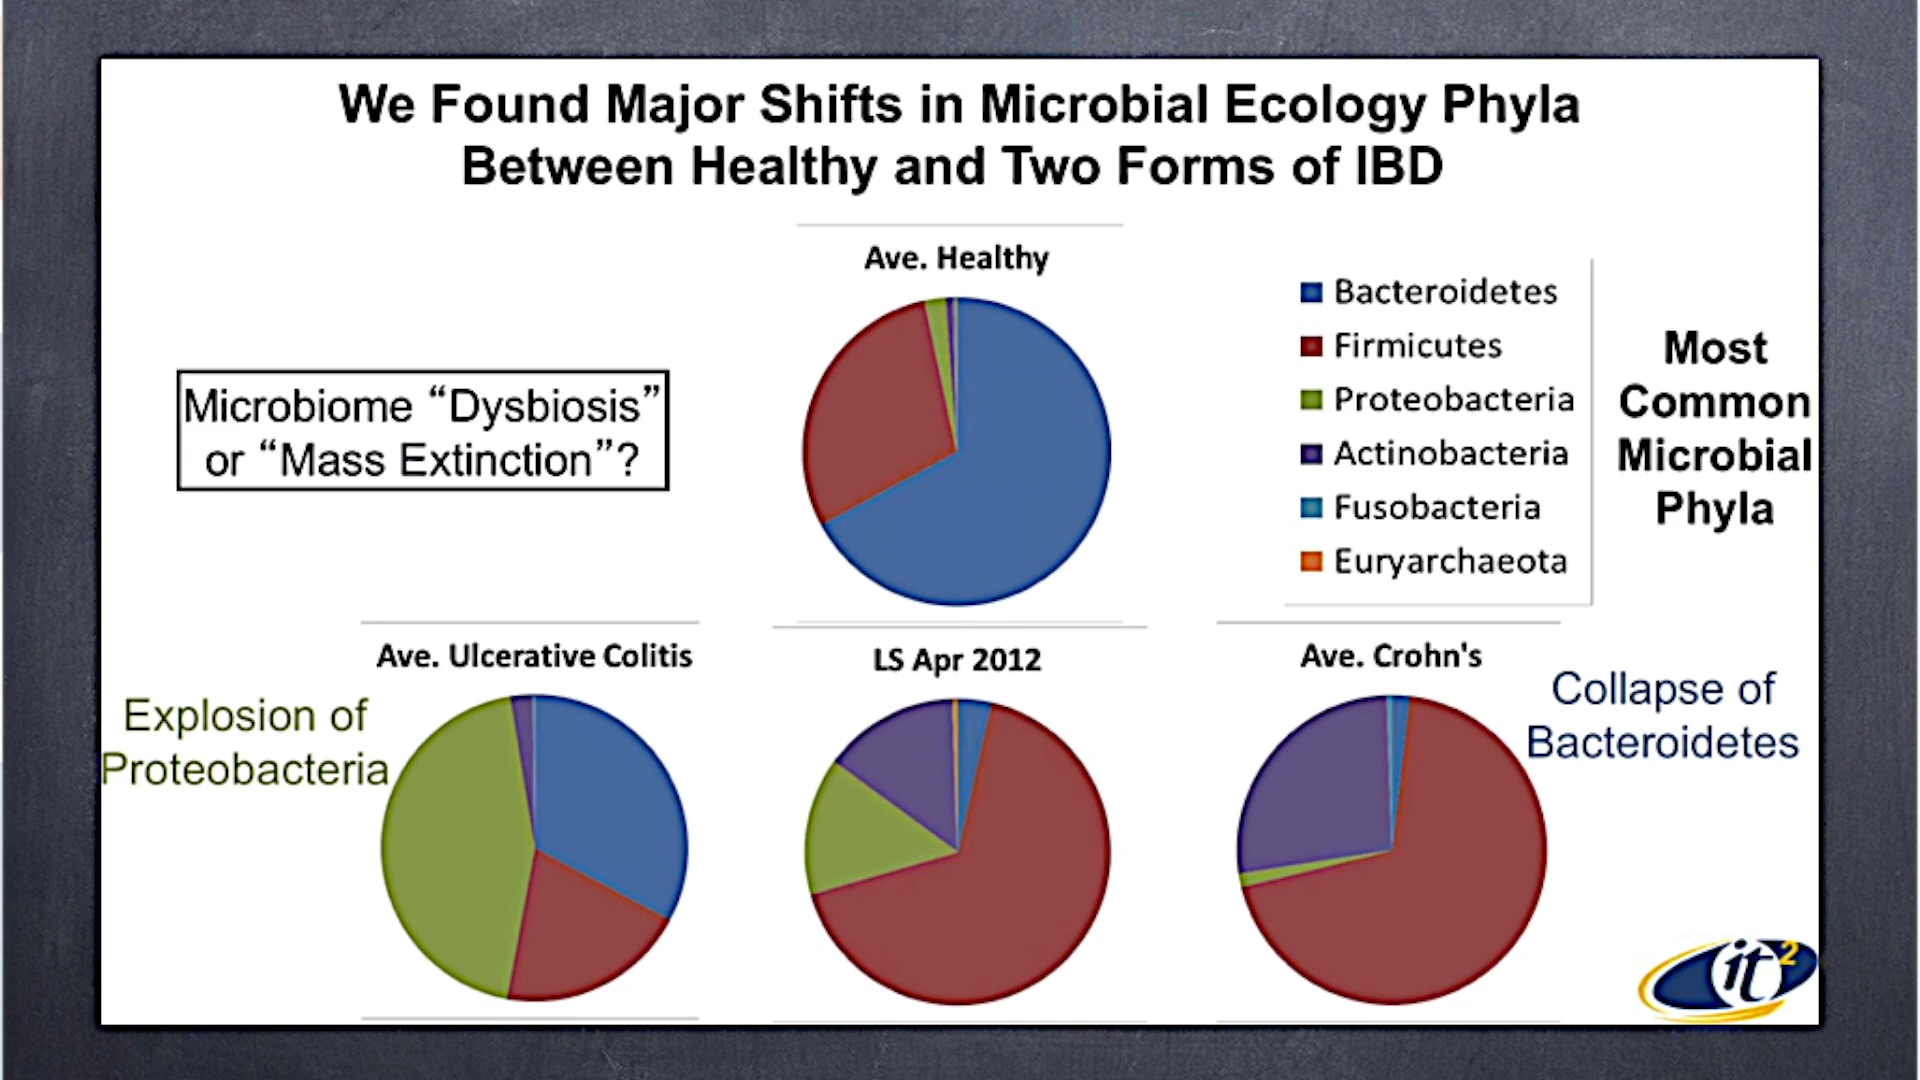 We Found Major Shifts in Microbial Ecology Phyla
Between Healthy and Two Forms of IBD
Ave. Healthy
Microbiome “Dysbiosis”
or “Mass Extinction”?
Bacteroidetes
Firmicutes
Proteobacteria
Actinobacteria
Fusobacteria
Euryarchaeota
Most
Common
Microbial
Phyla
Ave. Ulcerative Colitis
LS Apr 2012
Ave. Crohn's
Explosion of
Proteobacteria
Collapse of
Bacteroidetes
it2